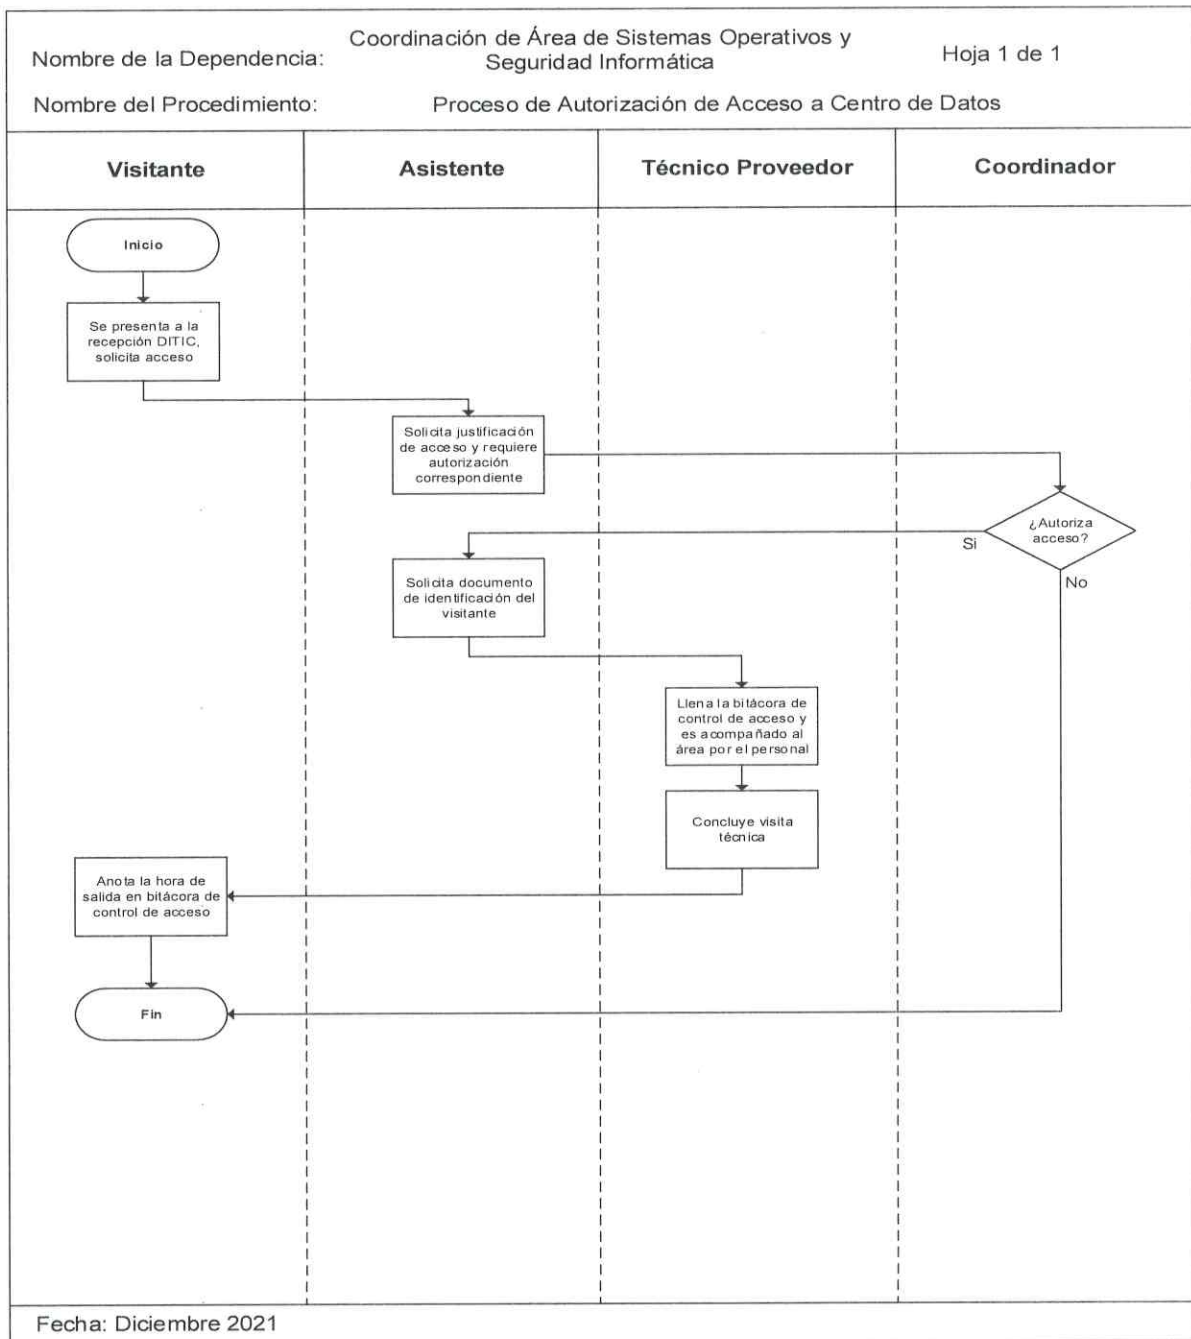 Nombre de la Dependencia:
Coordinación de Área de Sistemas Operativos y
Seguridad Informática
Hoja 1 de 1
Nombre del Procedimiento:
Proceso de Autorización de Acceso a Centro de Datos
Visitante
Asistente
Técnico Proveedor
Coordinador
Inicio
Se presenta a la
recepción DITIC,
solicita acceso
Solicita justificación
de acceso y requiere
autorización
correspondiente
¿Autoriza
acceso?
Si
No
Solicita documento
de identificación del
visitante
Llena la bitácora de
control de acceso y
es acompañado al
área por el personal
Concluye visita
técnica
Anota la hora de
salida en bitácora de
control de acceso
Fin
Fecha: Diciembre 2021